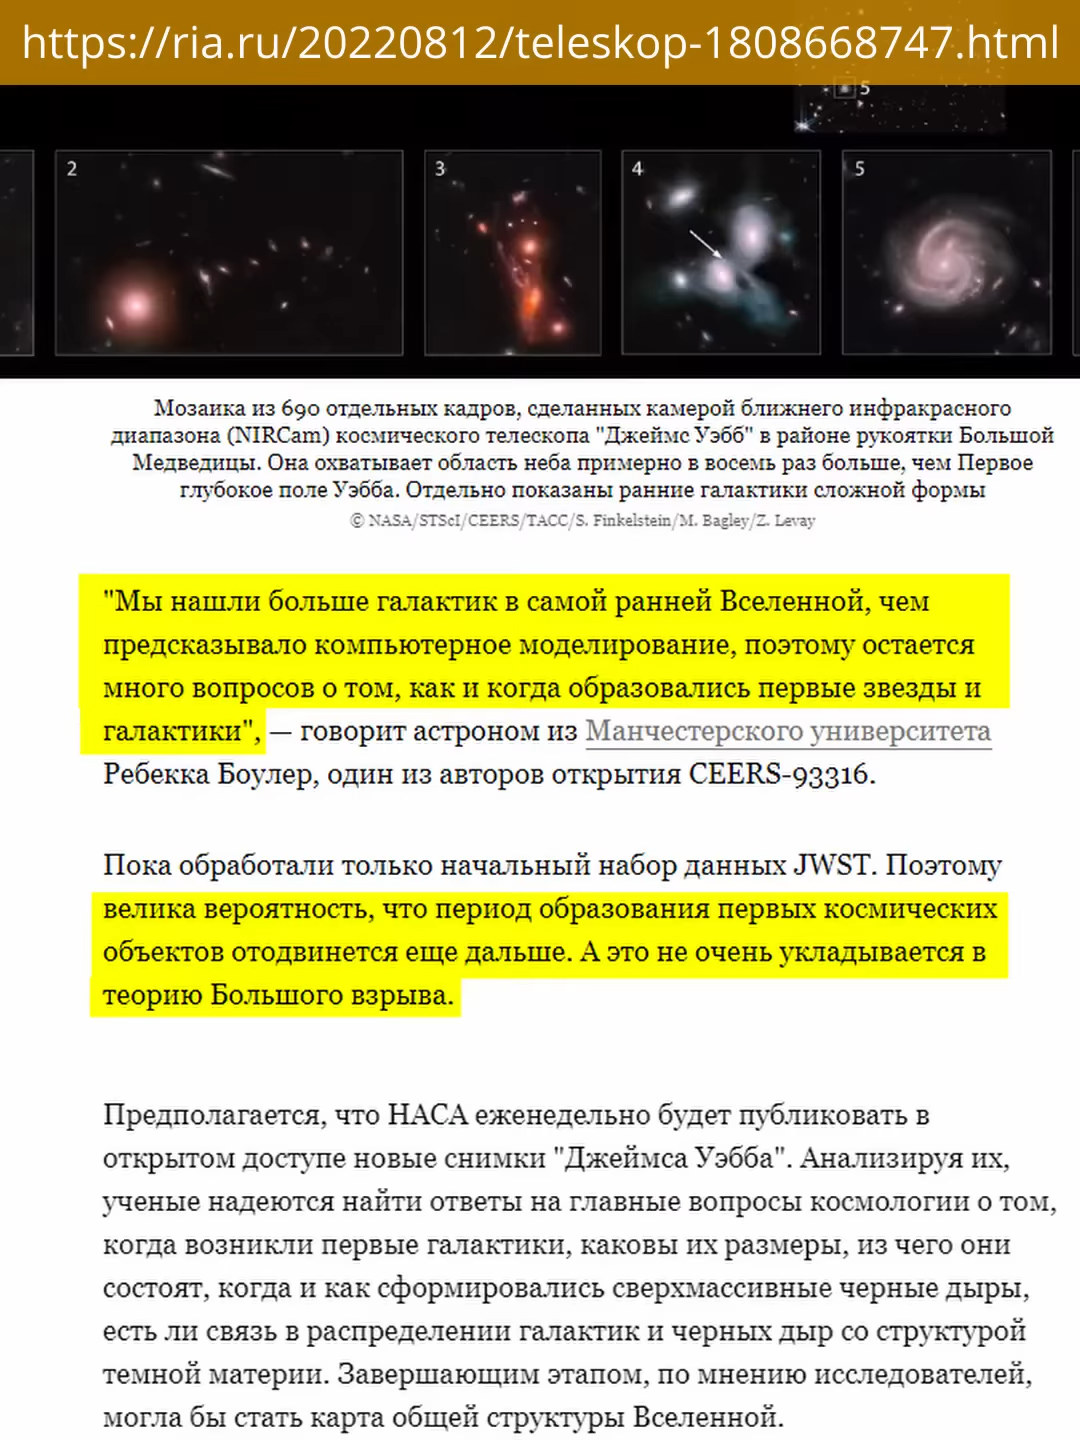 https://ria.ru/20220812/teleskop-1808668747.html
5
2
3
4
5
Мозаика из 690 отдельных кадров, сделанных камерой ближнего инфракрасного
диапазона (NIRCam) космического телескопа "Джеймс Уэбб" в районе рукоятки Большой
Медведицы. Она охватывает область неба примерно в восемь раз больше, чем Первое
глубокое поле Уэбба. Отдельно показаны ранние галактики сложной формы
© NASA/STScI/CEERS/TACC/S. Finkelstein/M. Bagley/Z. Levay
"Мы нашли больше галактик в самой ранней Вселенной, чем
предсказывало компьютерное моделирование, поэтому остается
много вопросов о том, как и когда образовались первые звезды и
галактики", — говорит астроном из Манчестерского университета
Ребекка Боулер, один из авторов открытия CEERS-93316.
Пока обработали только начальный набор данных JWST. Поэтому
велика вероятность, что период образования первых космических
объектов отодвинется еще дальше. А это не очень укладывается в
теорию Большого взрыва.
Предполагается, что НАСА еженедельно будет публиковать в
открытом доступе новые снимки "Джеймса Уэбба". Анализируя их,
ученые надеются найти ответы на главные вопросы космологии о том,
когда возникли первые галактики, каковы их размеры, из чего они
состоят, когда и как сформировались сверхмассивные черные дыры,
есть ли связь в распределении галактик и черных дыр со структурой
темной материи. Завершающим этапом, по мнению исследователей,
могла бы стать карта общей структуры Вселенной.